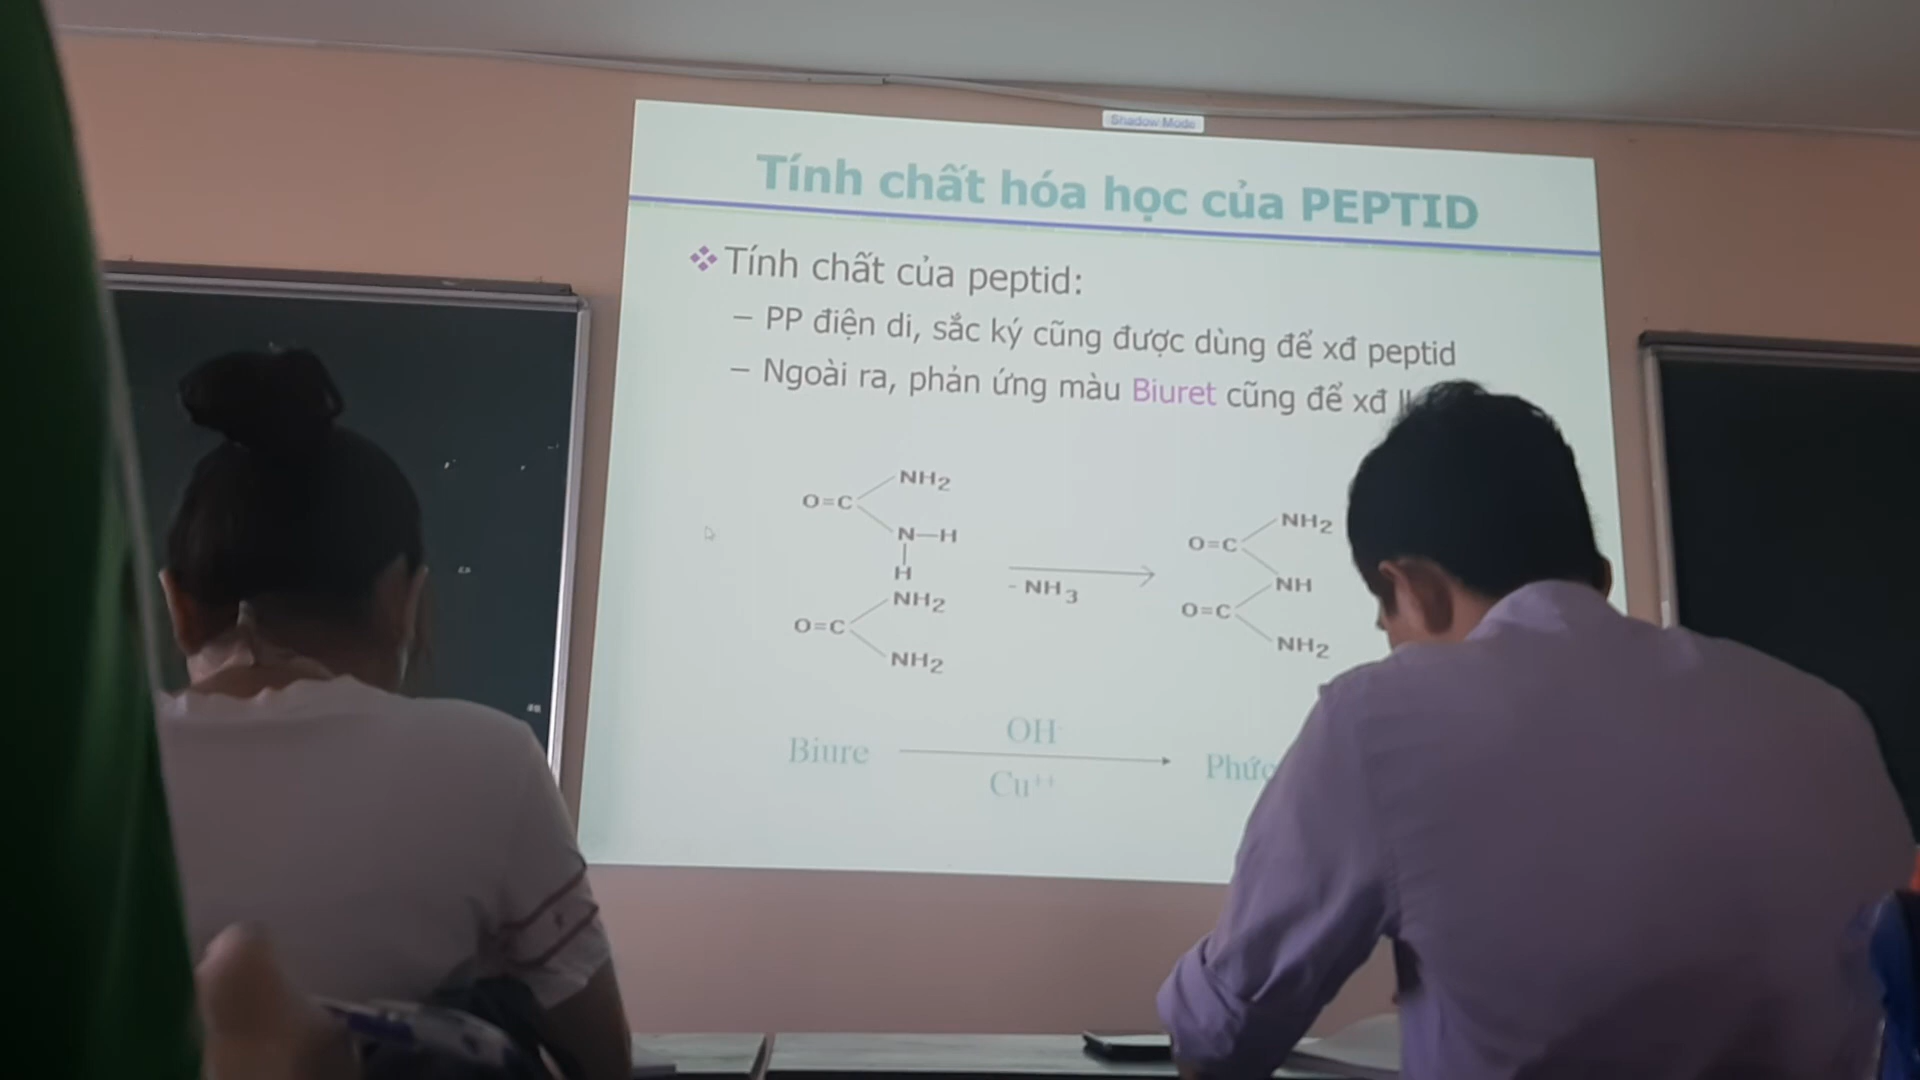 Shadow Mode
Tính chất hóa học của PEPTID
Tính chất của peptid:
– PP điện di, sắc ký cũng được dùng để xđ peptid
– Ngoài ra, phản ứng màu Biuret cũng để xđ
NH2
O=C
N—H
H
NH2
O=C
NH2
- NH3
NH2
O=C
NH
O=C
NH2
OH
Biure
Cu++